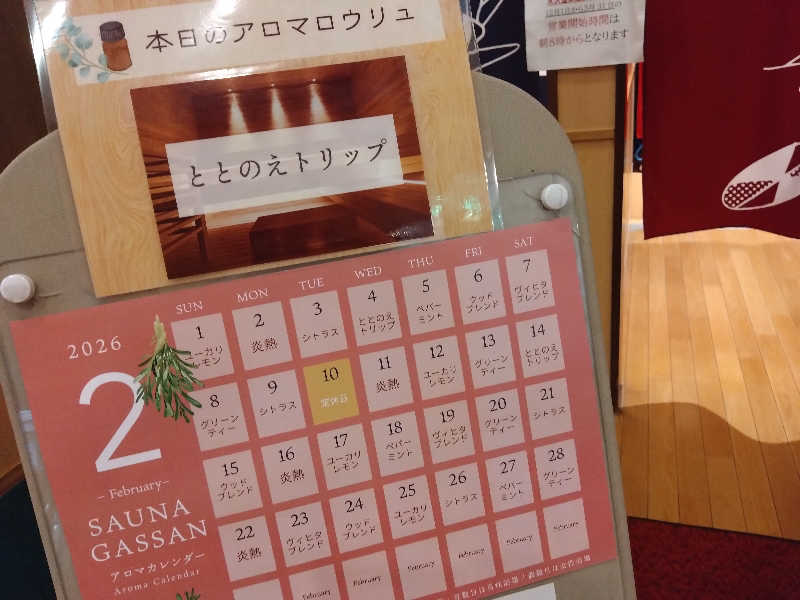 本日のアロマロウリュ
ととのえトリップ
営業開始時間は
朝8時からとなります
2026
2
- February -
SAUNA
GASSAN
アロマカレンダー
Aroma Calendar
SUN MON TUE WED THU FRI SAT
1 2 3 4 5 6 7
ユーカリ
レモン
炎熱
シトラス
ととのえ
トリップ
ペパー
ミント
ウッド
ブレンド
ヴィヒタ
ブレンド
8 9 10 11 12 13 14
グリーン
ティー
シトラス
定休日
炎熱
ユーカリ
レモン
グリーン
ティー
ととのえ
トリップ
15 16 17 18 19 20 21
ウッド
ブレンド
炎熱
ユーカリ
レモン
ペパー
ミント
ヴィヒタ
ブレンド
グリーン
ティー
シトラス
22 23 24 25 26 27 28
炎熱
ヴィヒタ
ブレンド
ウッド
ブレンド
ユーカリ
レモン
シトラス
ペパー
ミント
グリーン
ティー
February February February February February February